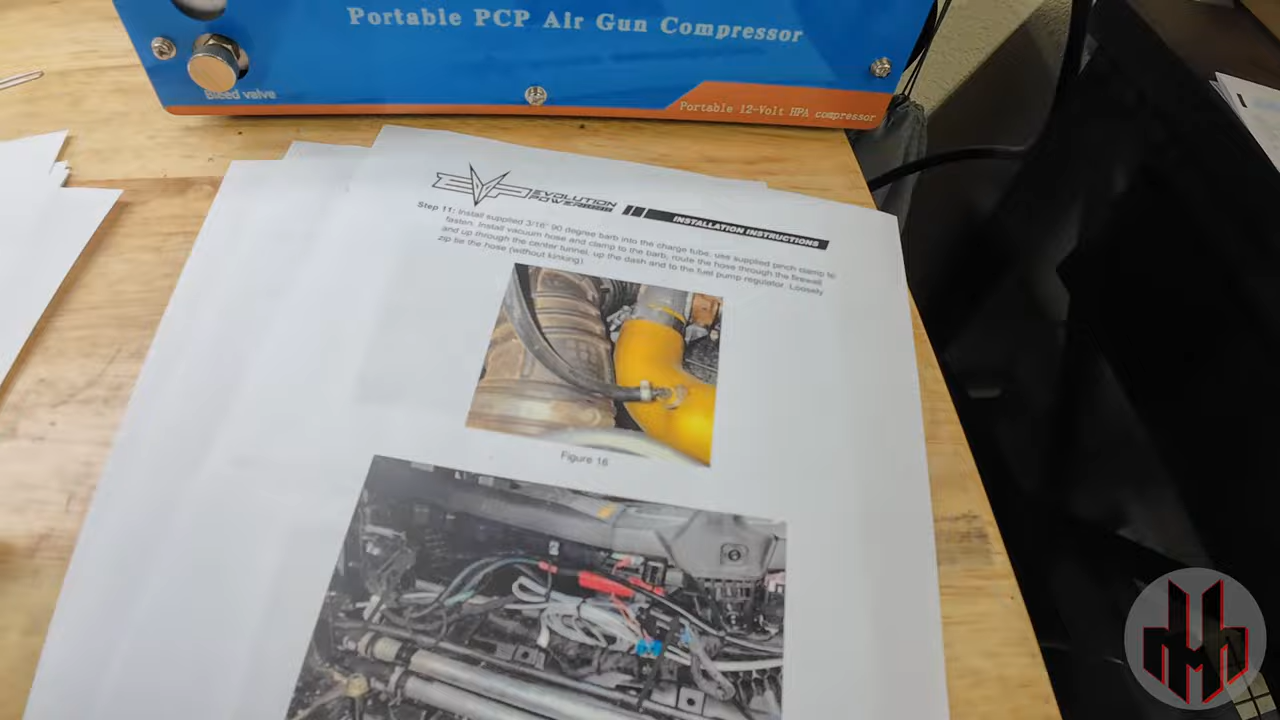 Portable PCP Air Gun Compressor
Bleed valve
Portable 12-Volt HPA compressor
EVP EVOLUTION
POWERSPORTS
INSTALLATION INSTRUCTIONS
Step 11: Install supplied 3/16" 90 degree barb into the charge tube, use supplied pinch clamp to
fasten. Install vacuum hose and clamp to the barb, route the hose through the firewall
and up through the center tunnel, up the dash and to the fuel pump regulator. Loosely
zip tie the hose (without kinking).
Figure 16